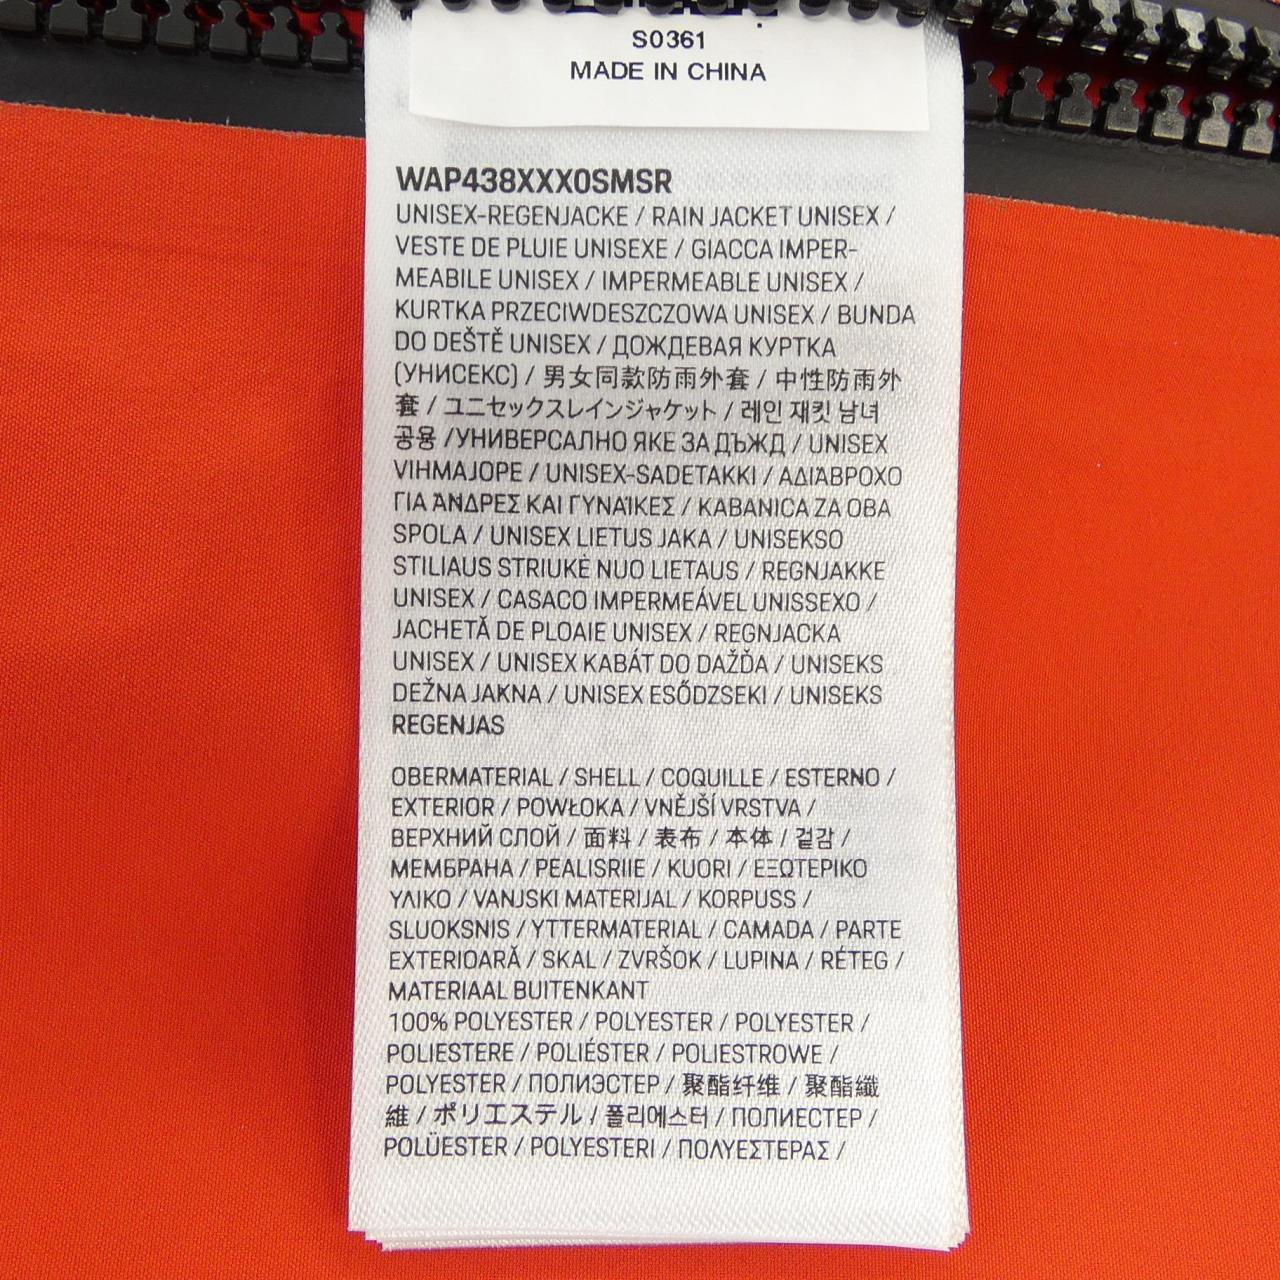 S0361
MADE IN CHINA
WAP438XXX0SMSR
UNISEX-REGENJACKE / RAIN JACKET UNISEX /
VESTE DE PLUIE UNISEXE / GIACCA IMPER-
MEABILE UNISEX / IMPERMEABLE UNISEX /
KURTKA PRZECIWDESZCZOWA UNISEX / BUNDA
DO DEŠTĚ UNISEX / ДОЖДЕВАЯ КУРТКА
(УНИСЕКС) / 男女同款防雨外套 / 中性防雨外
套 / ユニセックスレインジャケット / 레인 재킷 남녀
공용 /УНИВЕРСАЛНО ЯКЕ ЗА ДЪЖД / UNISEX
VIHMAJOPE / UNISEX-SADETAKKI / ΑΔΙΆΒΡΟΧΟ
ΓΙΑ ΆΝΔΡΕΣ ΚΑΙ ΓΥΝΑΊΚΕΣ / KABANICA ZA OBA
SPOLA / UNISEX LIETUS JAKA / UNISEKSO
STILIAUS STRIUKĖ NUO LIETAUS / REGNJAKKE
UNISEX / CASACO IMPERMEÁVEL UNISSEXO /
JACHETĂ DE PLOAIE UNISEX / REGNJACKA
UNISEX / UNISEX KABÁT DO DAŽĎA / UNISEKS
DEŽNA JAKNA / UNISEX ESŐDZSEKI / UNISEKS
REGENJAS
OBERMATERIAL / SHELL / COQUILLE / ESTERNO /
EXTERIOR / POWŁOKA / VNĚJŠÍ VRSTVA /
ВЕРХНИЙ СЛОЙ / 面料 / 表布 / 本体 / 겉감 /
МЕМБРАНА / PEALISRIIE / KUORI / ΕΞΩΤΕΡΙΚΟ
ΥΛΙΚΟ / VANJSKI MATERIJAL / KORPUSS /
SLUOKSNIS / YTTERMATERIAL / CAMADA / PARTE
EXTERIOARĂ / SKAL / ZVRŠOK / LUPINA / RÉTEG /
MATERIAAL BUITENKANT
100% POLYESTER / POLYESTER / POLYESTER /
POLIESTERE / POLIÉSTER / POLIESTROWE /
POLYESTER / ПОЛИЭСТЕР / 聚酯纤维 / 聚酯纖
維 / ポリエステル / 폴리에스터 / ПОЛИЕСТЕР /
POLÜESTER / POLYESTERI / ΠΟΛΥΕΣΤΕΡΑΣ /